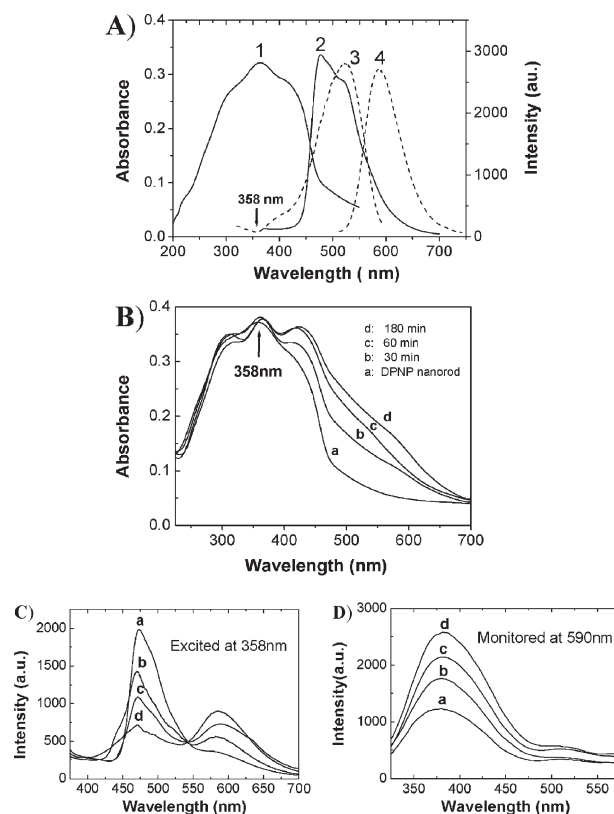 A)
1
2
3
4
358 nm
Absorbance
0.4
0.3
0.2
0.1
0.0
Intensity (au.)
3000
2000
1000
0
200 300 400 500 600 700
Wavelength ( nm)
B)
d: 180 min
c: 60 min
b: 30 min
a: DPNP nanorod
358nm
a
b
c
d
Absorbance
0.4
0.3
0.2
0.1
0.0
300 400 500 600 700
Wavelength (nm)
C)
Excited at 358nm
a
b
c
d
Intensity (a.u.)
2000
1500
1000
500
0
400 450 500 550 600 650 700
Wavelength (nm)
D)
Monitored at 590nm
d
c
b
a
Intensity(a.u.)
3000
2000
1000
0
350 400 450 500 550
Wavelength (nm)